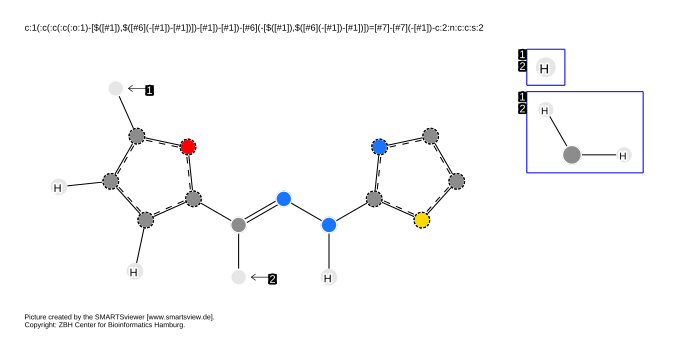 c:1(:c(:c(:c(:o:1)-[$([#1]),$([#6](-[#1])-[#1])])-[#1])-[#1])-[#6](-[$([#1]),$([#6](-[#1])-[#1])])=[#7]-[#7](-[#1])-c:2:n:c:c:s:2
1
2
H
1
1
2
H
H
H
H
2
H
Picture created by the SMARTSviewer [www.smartsview.de].
Copyright: ZBH Center for Bioinformatics Hamburg.